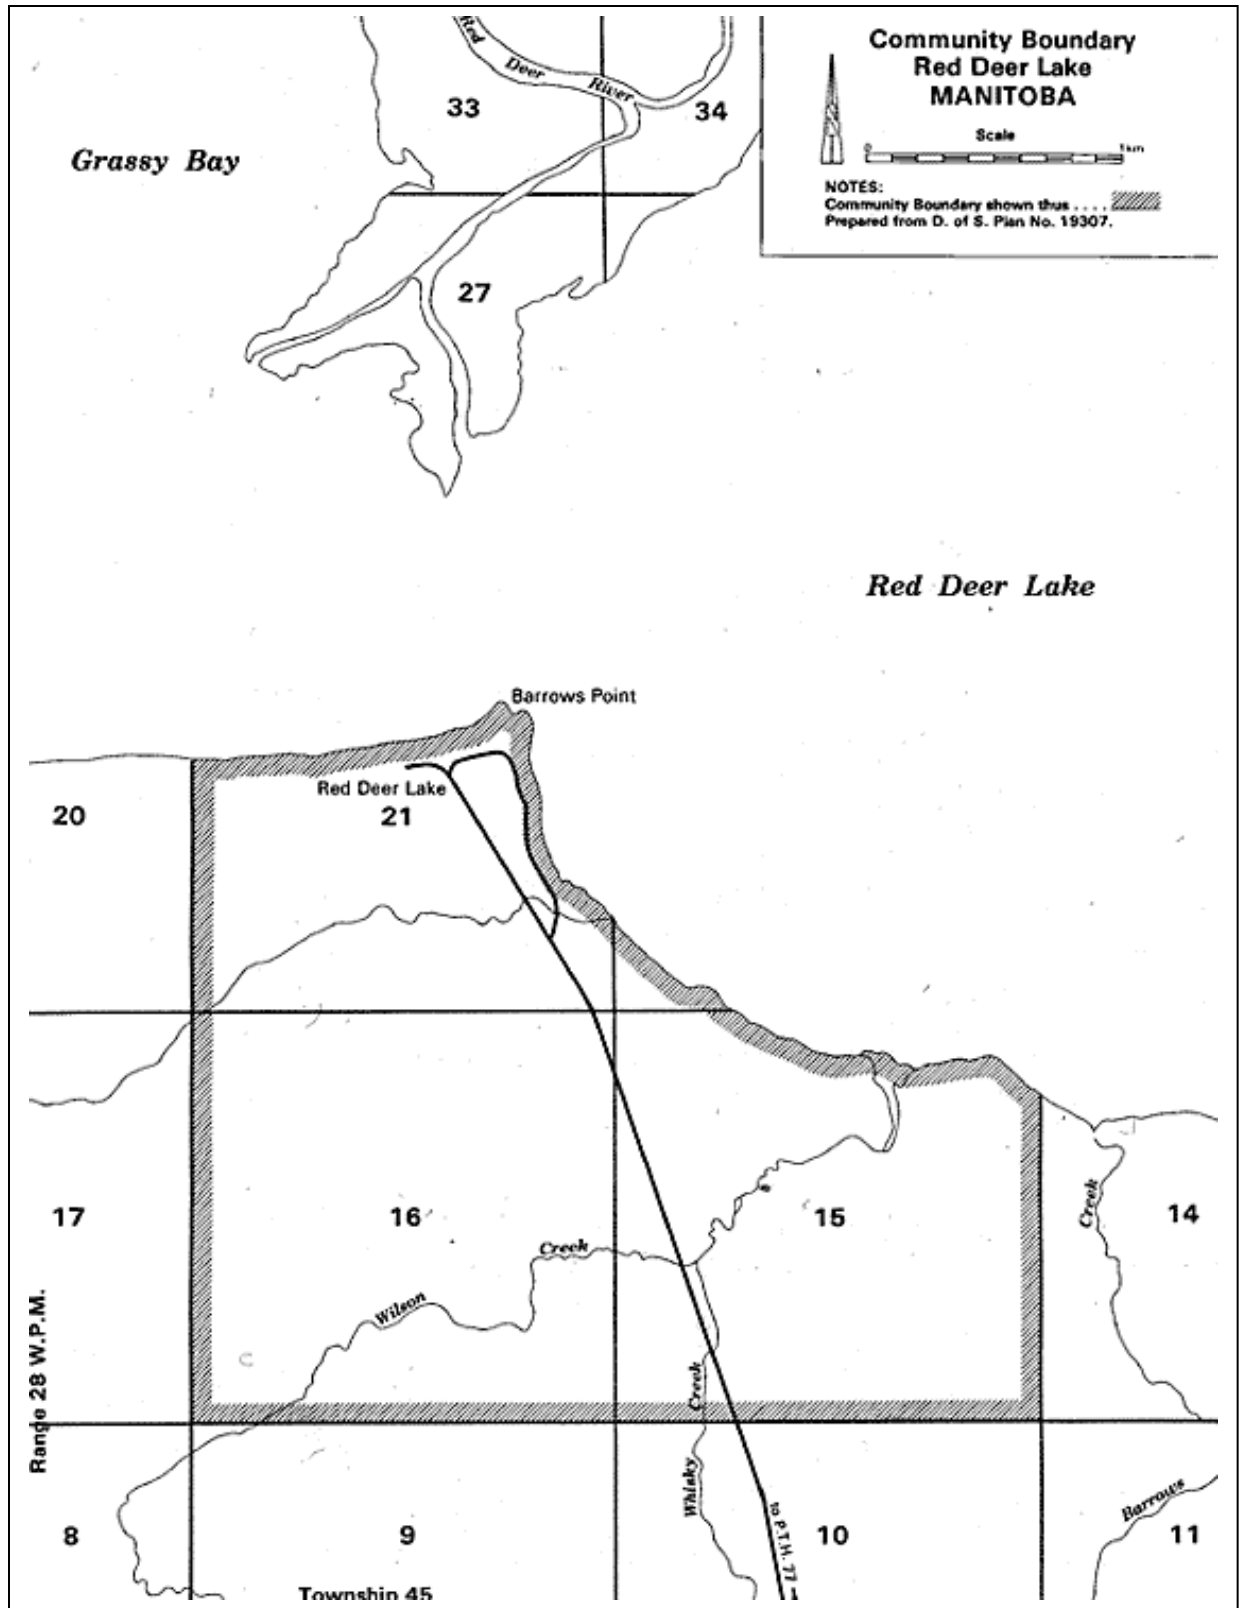 Community Boundary
Red Deer Lake
MANITOBA
Scale
0 1km
NOTES:
Community Boundary shown thus ....
Prepared from D. of S. Plan No. 19307.
Red Deer River
33
34
Grassy Bay
27
Red Deer Lake
Barrows Point
Red Deer Lake
20
21
17
16
15
14
Creek
Wilson Creek
Range 28 W.P.M.
Whisky Creek
Barrows
to P.T.H. 77
8
9
10
11
Township 45